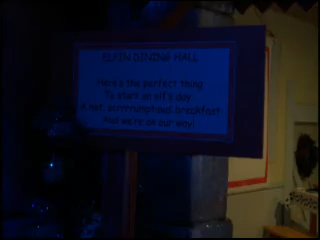 ELFIN DINING HALL
Here's the perfect thing
To start an elf's day
A hot, scrrrrumptious breakfast
And we're on our way!